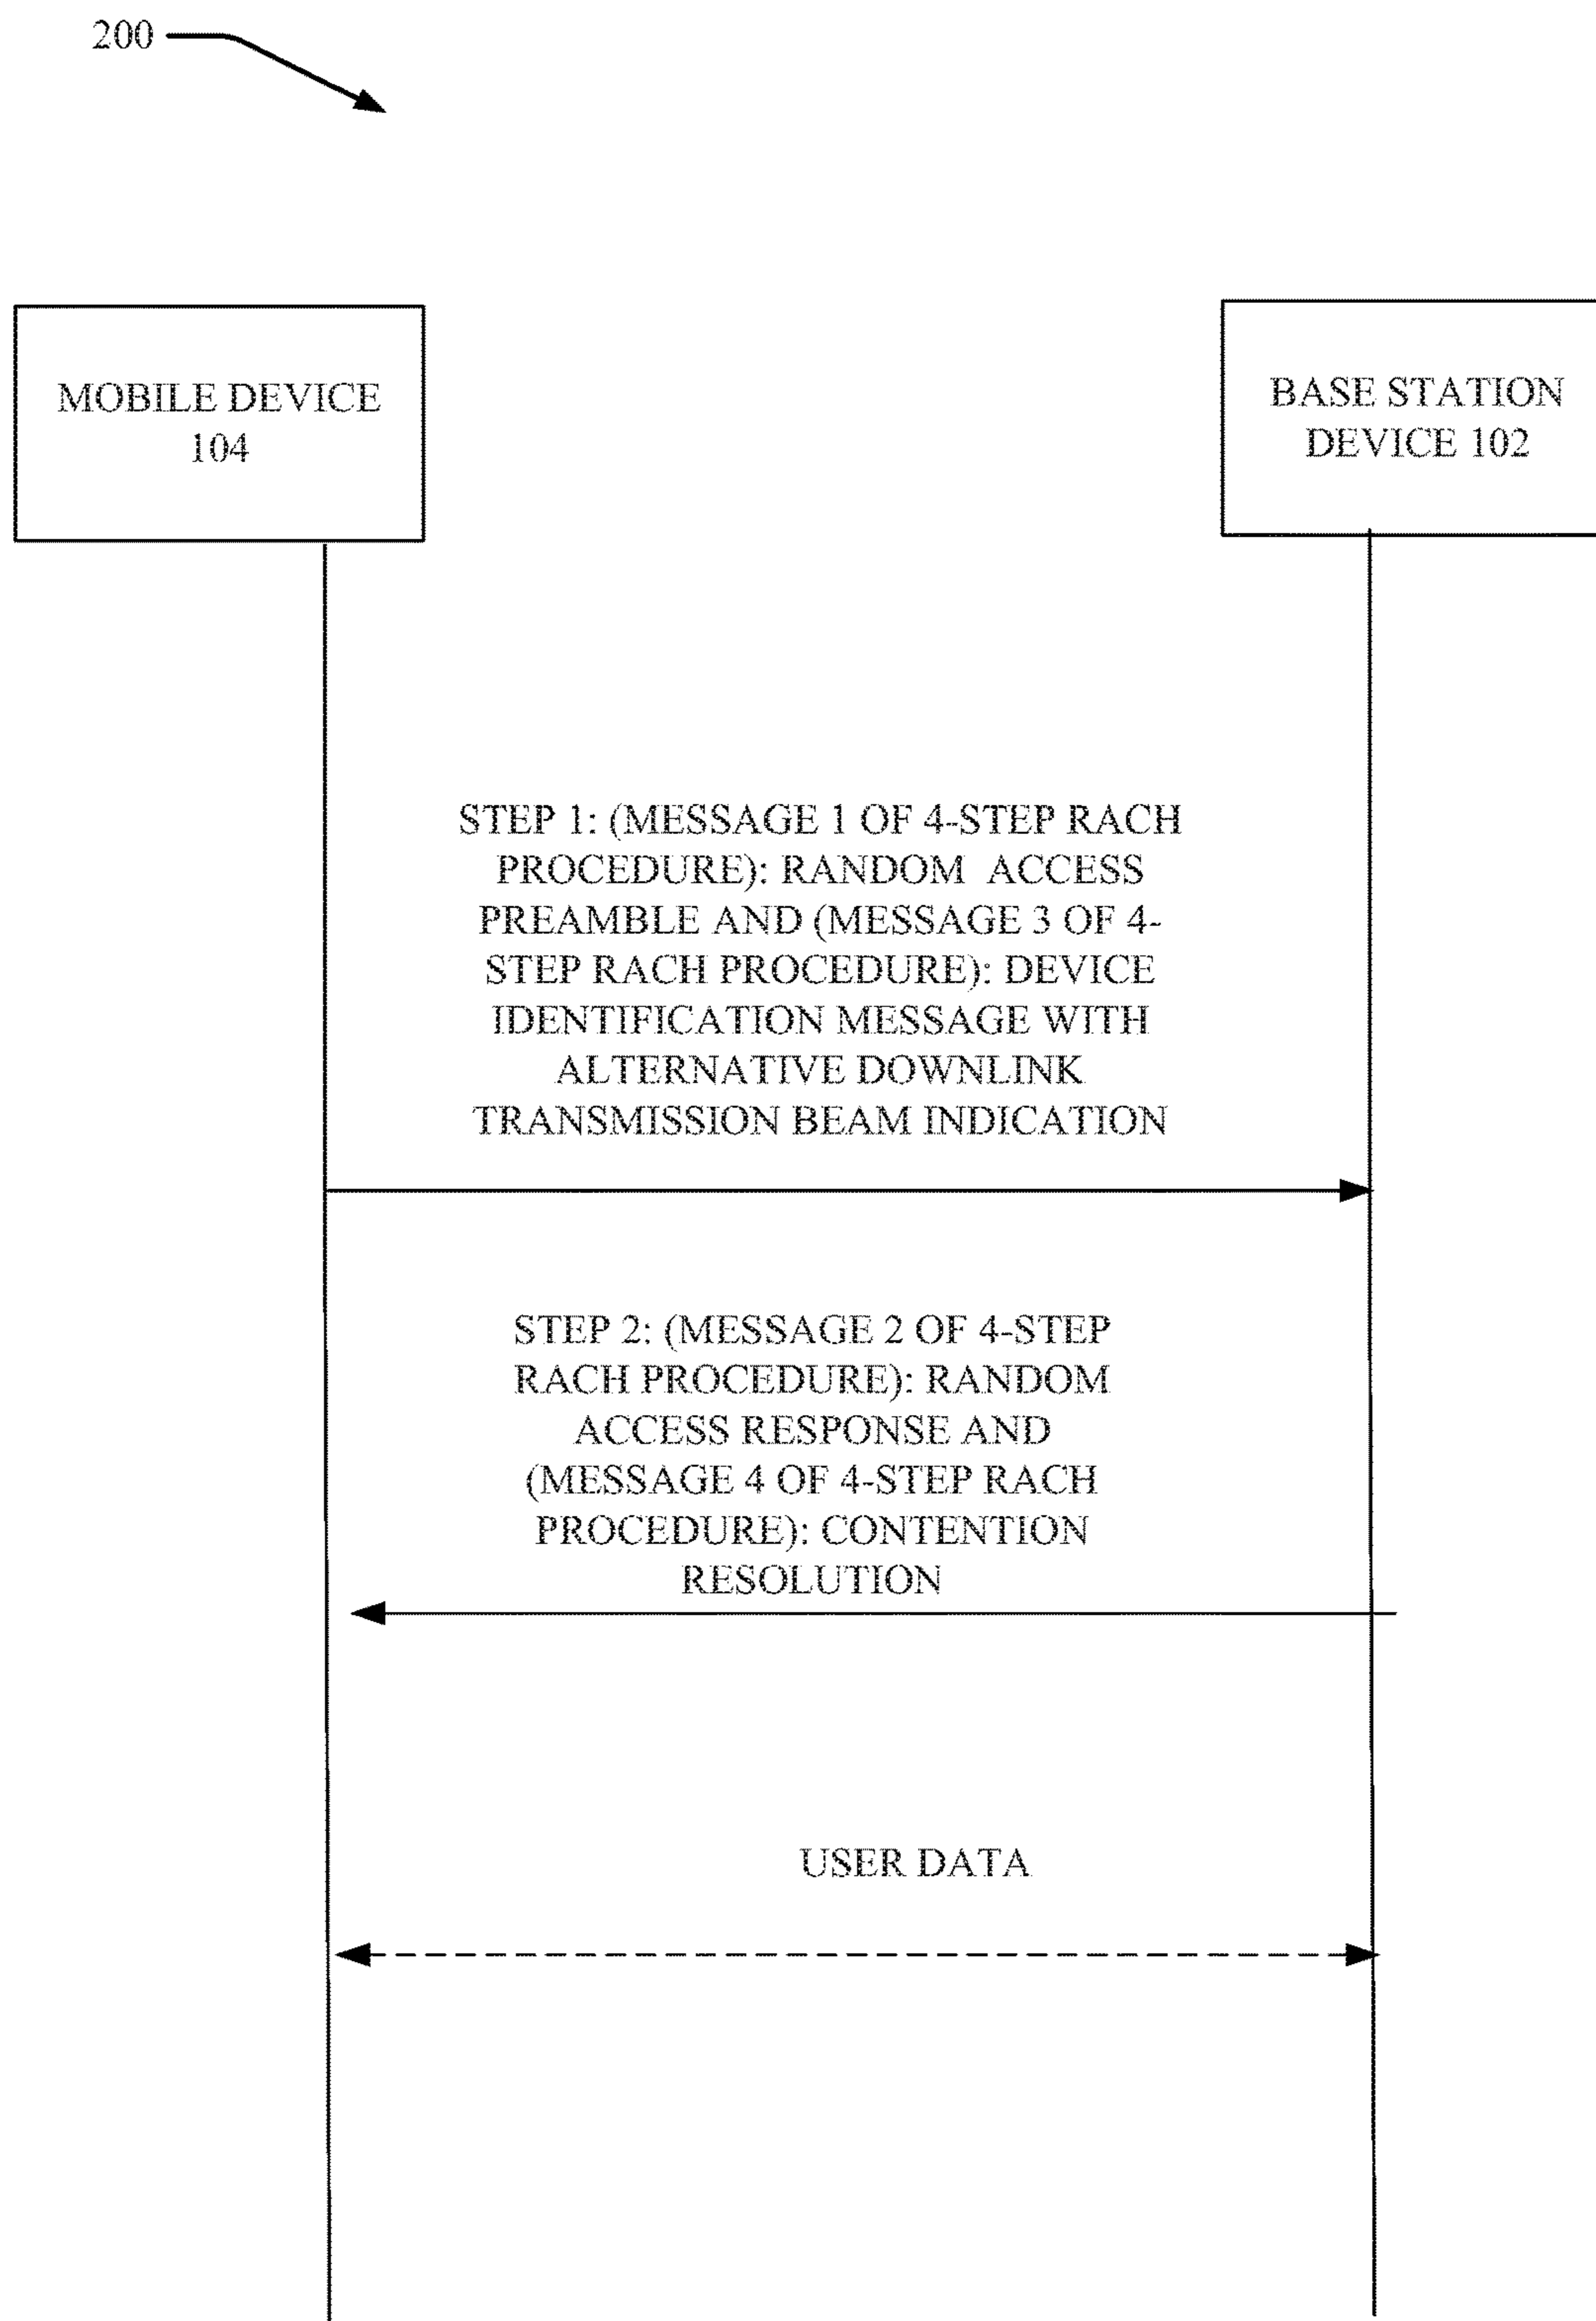 200
MOBILE DEVICE
104
BASE STATION
DEVICE 102
STEP 1: (MESSAGE 1 OF 4-STEP RACH
PROCEDURE): RANDOM ACCESS
PREAMBLE AND (MESSAGE 3 OF 4-
STEP RACH PROCEDURE): DEVICE
IDENTIFICATION MESSAGE WITH
ALTERNATIVE DOWNLINK
TRANSMISSION BEAM INDICATION
STEP 2: (MESSAGE 2 OF 4-STEP
RACH PROCEDURE): RANDOM
ACCESS RESPONSE AND
(MESSAGE 4 OF 4-STEP RACH
PROCEDURE): CONTENTION
RESOLUTION
USER DATA